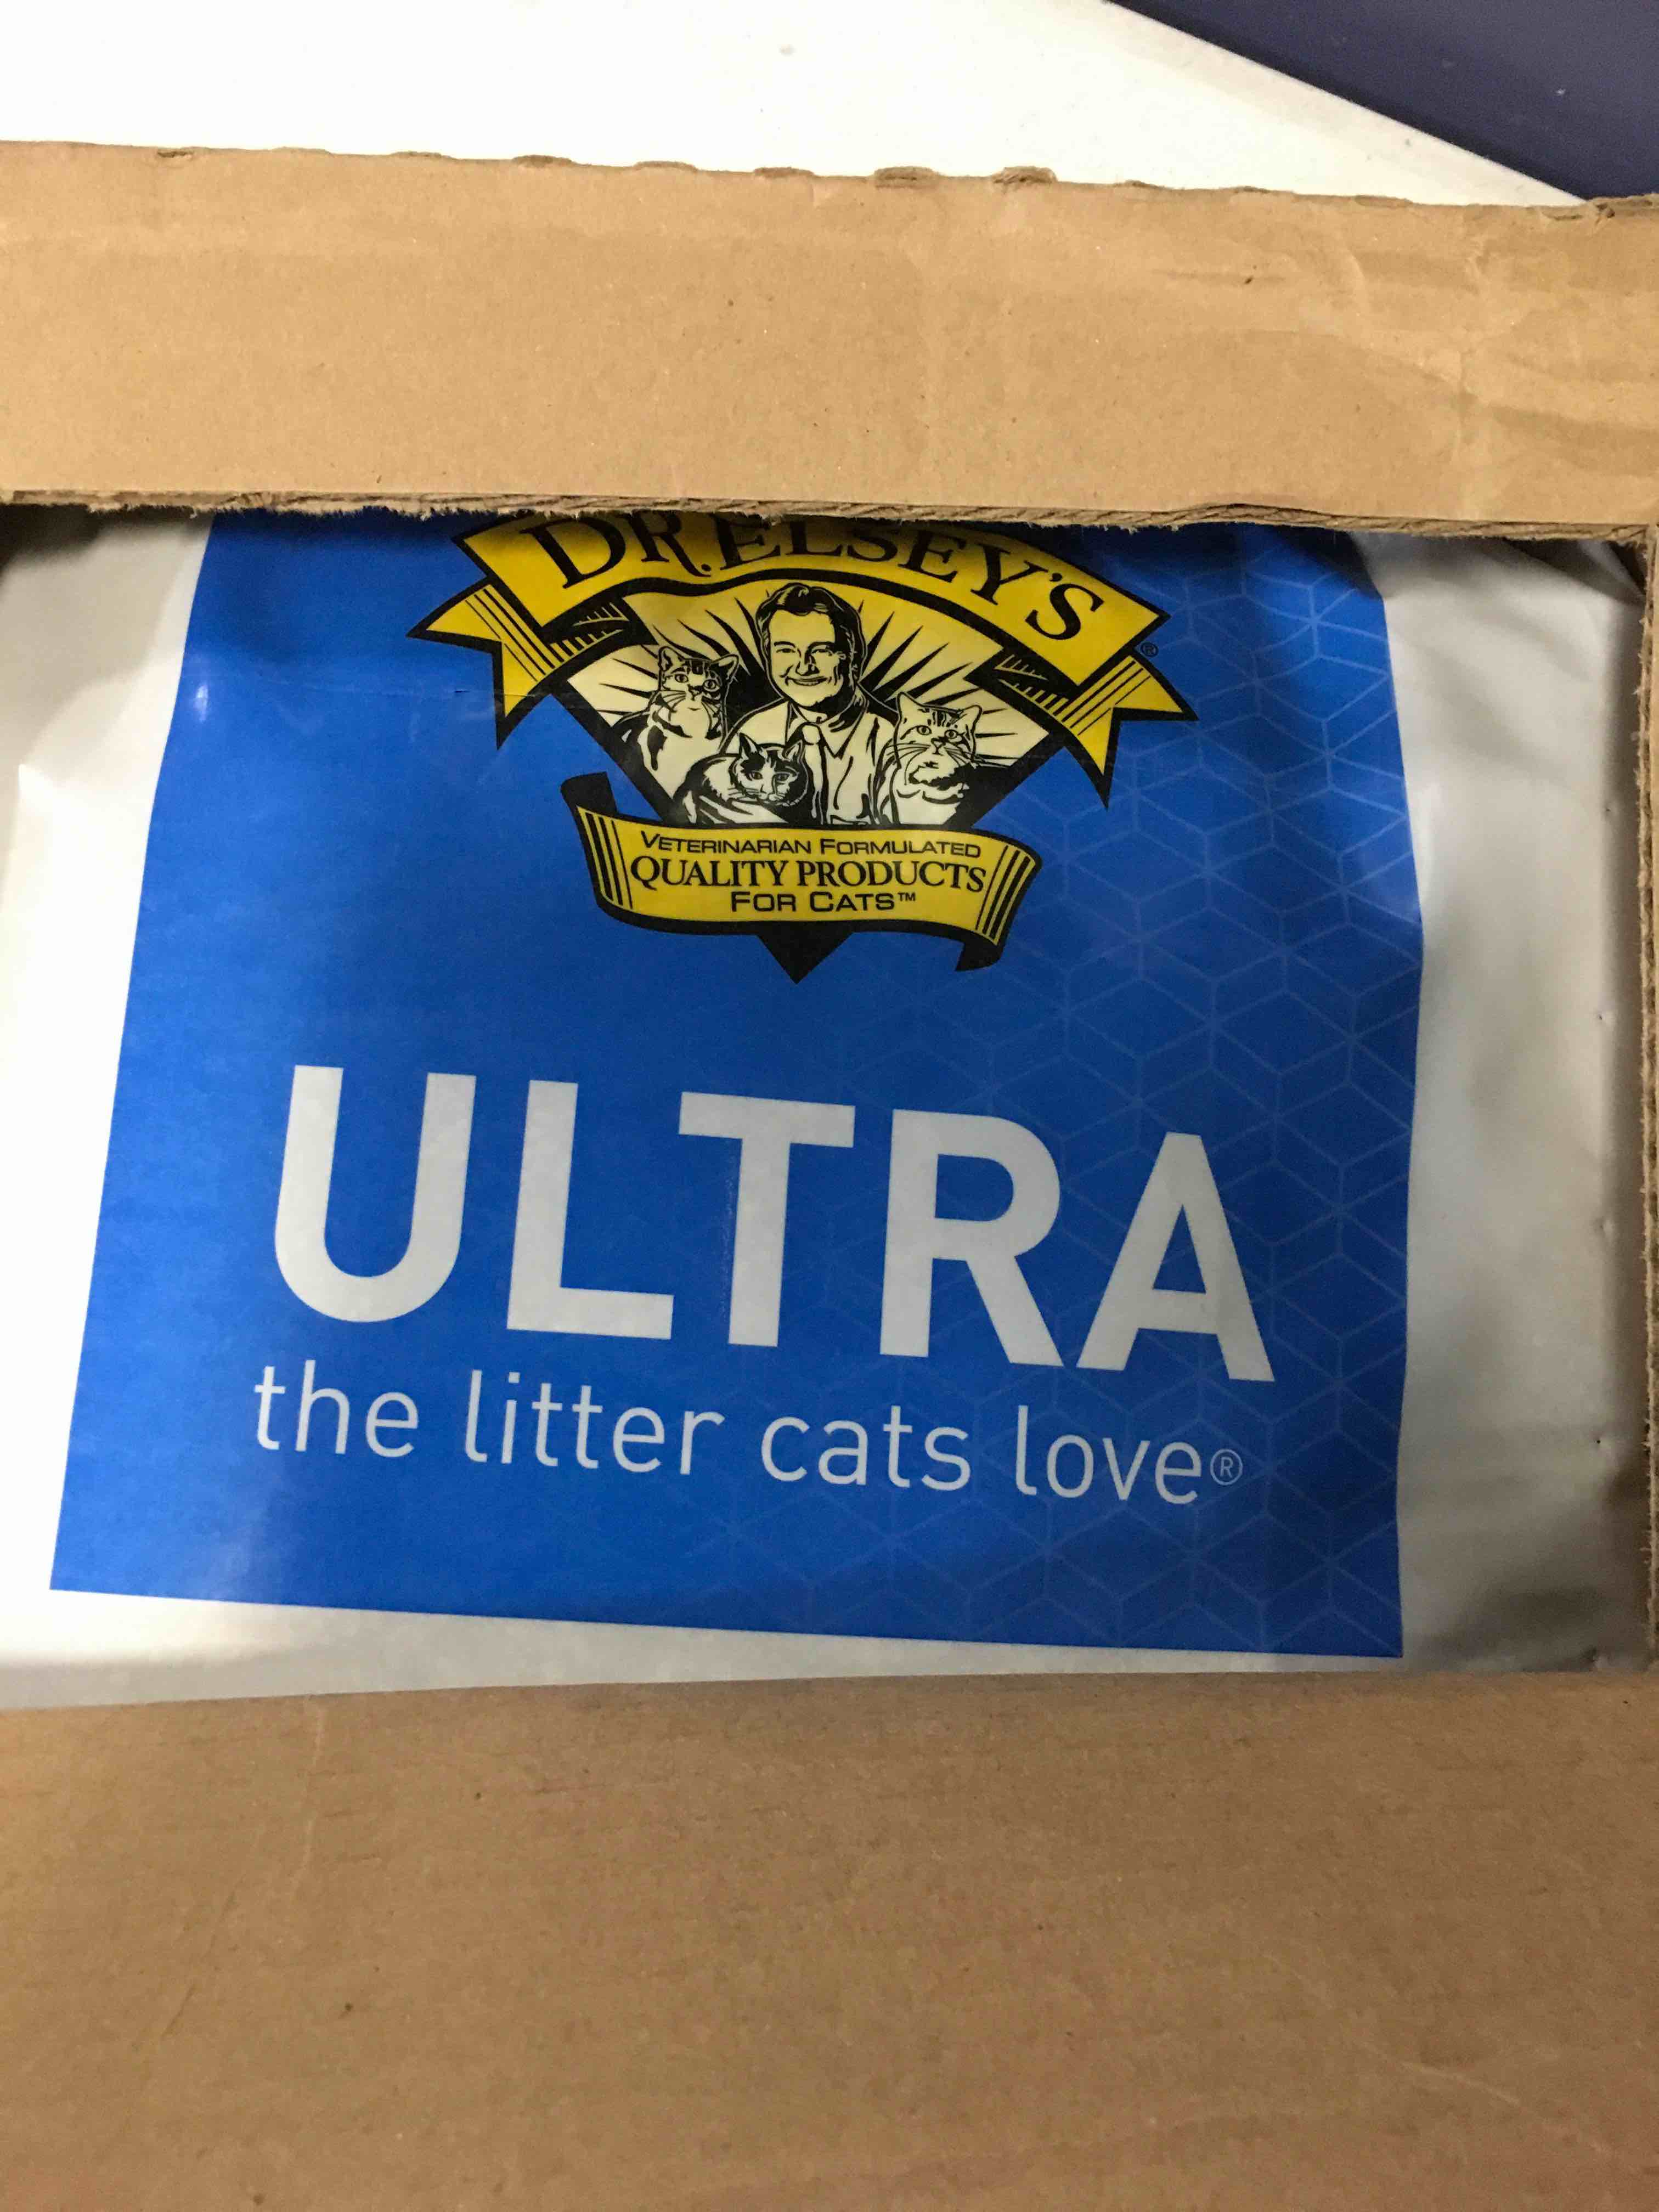 DR. ELSEY'S®
VETERINARIAN FORMULATED
QUALITY PRODUCTS
FOR CATS™
ULTRA
the litter cats love®